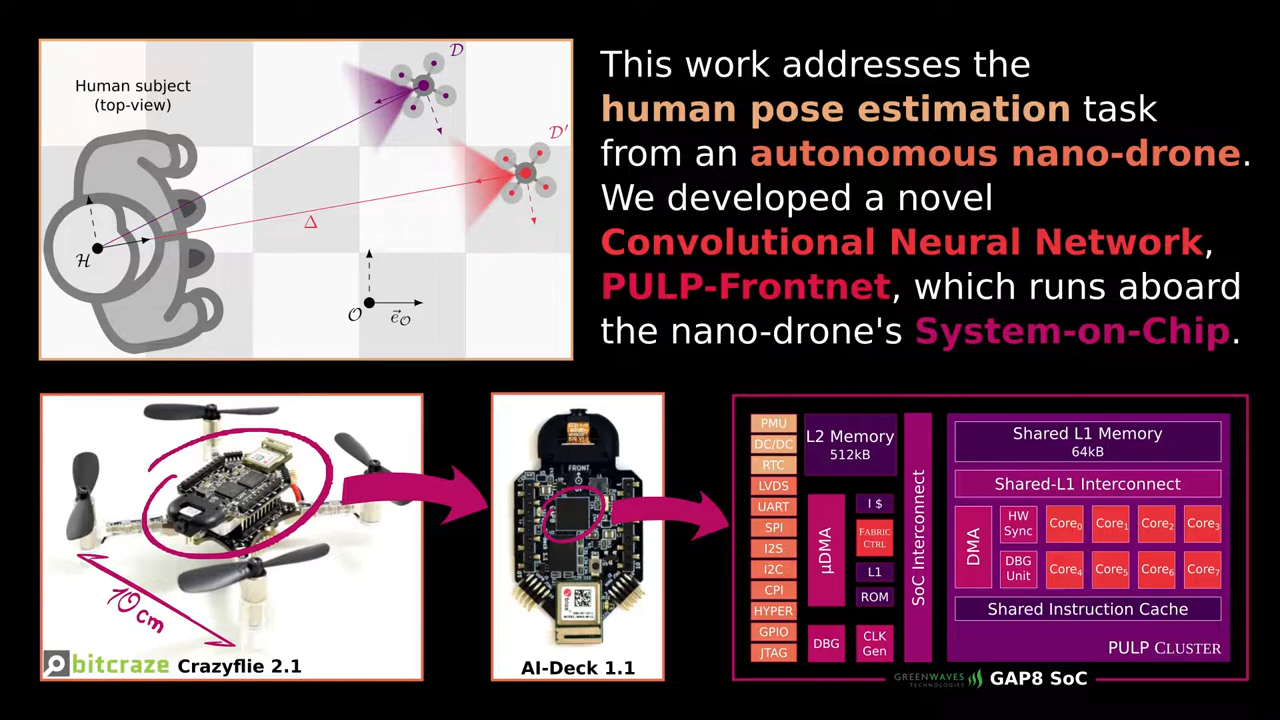 Human subject
(top-view)
D
D'
Δ
H
O
e⃗O
This work addresses the
human pose estimation task
from an autonomous nano-drone.
We developed a novel
Convolutional Neural Network,
PULP-Frontnet, which runs aboard
the nano-drone's System-on-Chip.
10 cm
bitcraze Crazyflie 2.1
FRONT
AI-Deck 1.1
PMU
DC/DC
RTC
LVDS
UART
SPI
I2S
I2C
CPI
HYPER
GPIO
JTAG
L2 Memory
512kB
μDMA
I $
FABRIC
CTRL
L1
ROM
DBG
CLK
Gen
SoC Interconnect
Shared L1 Memory
64kB
Shared-L1 Interconnect
DMA
HW
Sync
Core0
Core1
Core2
Core3
DBG
Unit
Core4
Core5
Core6
Core7
Shared Instruction Cache
PULP CLUSTER
GREENWAVES
TECHNOLOGIES
GAP8 SoC